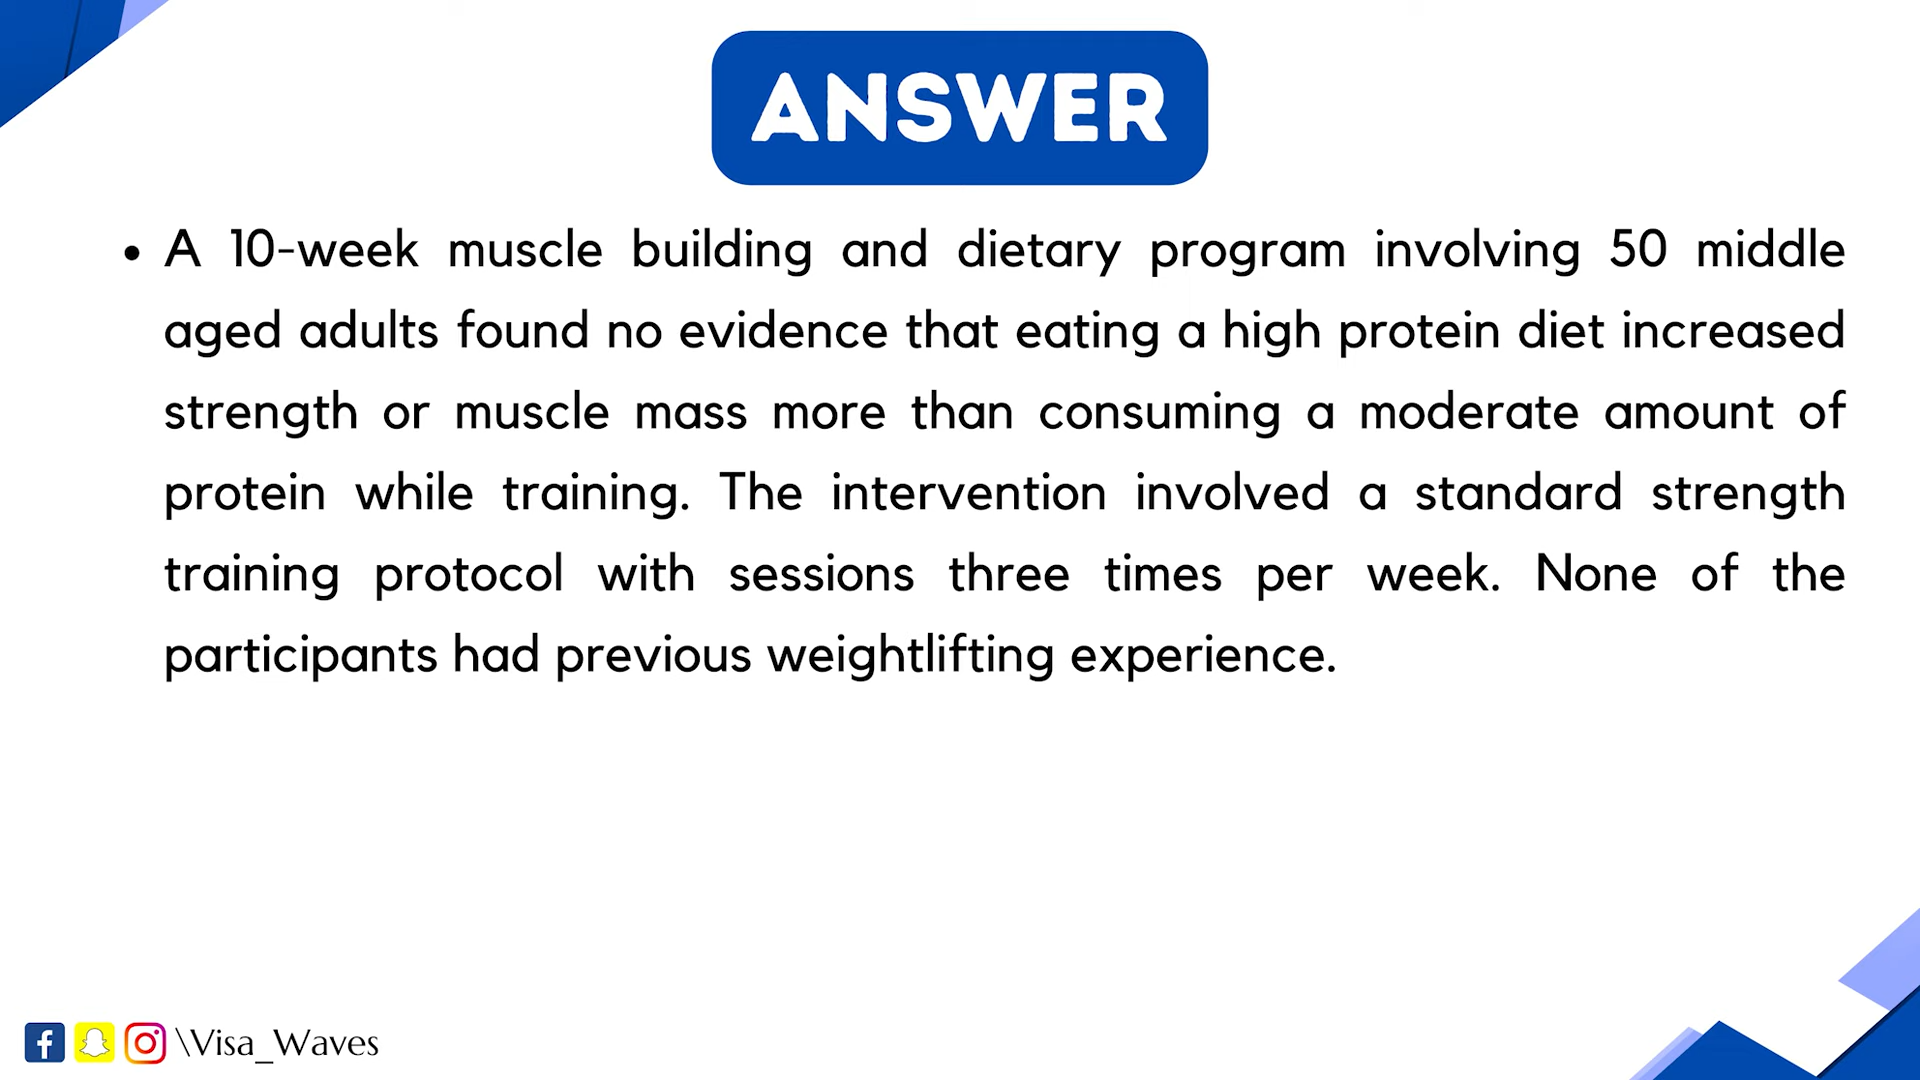 ANSWER
• A 10-week muscle building and dietary program involving 50 middle
aged adults found no evidence that eating a high protein diet increased
strength or muscle mass more than consuming a moderate amount of
protein while training. The intervention involved a standard strength
training protocol with sessions three times per week. None of the
participants had previous weightlifting experience.
\Visa_Waves